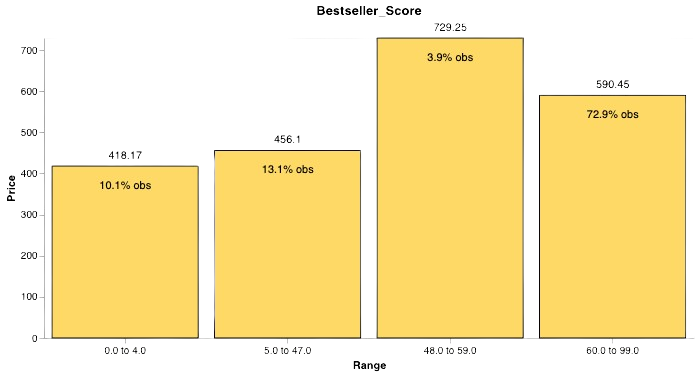 Bestseller_Score
729.25
700
3.9% obs
600
590.45
72.9% obs
500
456.1
418.17
13.1% obs
400
10.1% obs
Price
300
200
100
0
0.0 to 4.0
5.0 to 47.0
48.0 to 59.0
60.0 to 99.0
Range